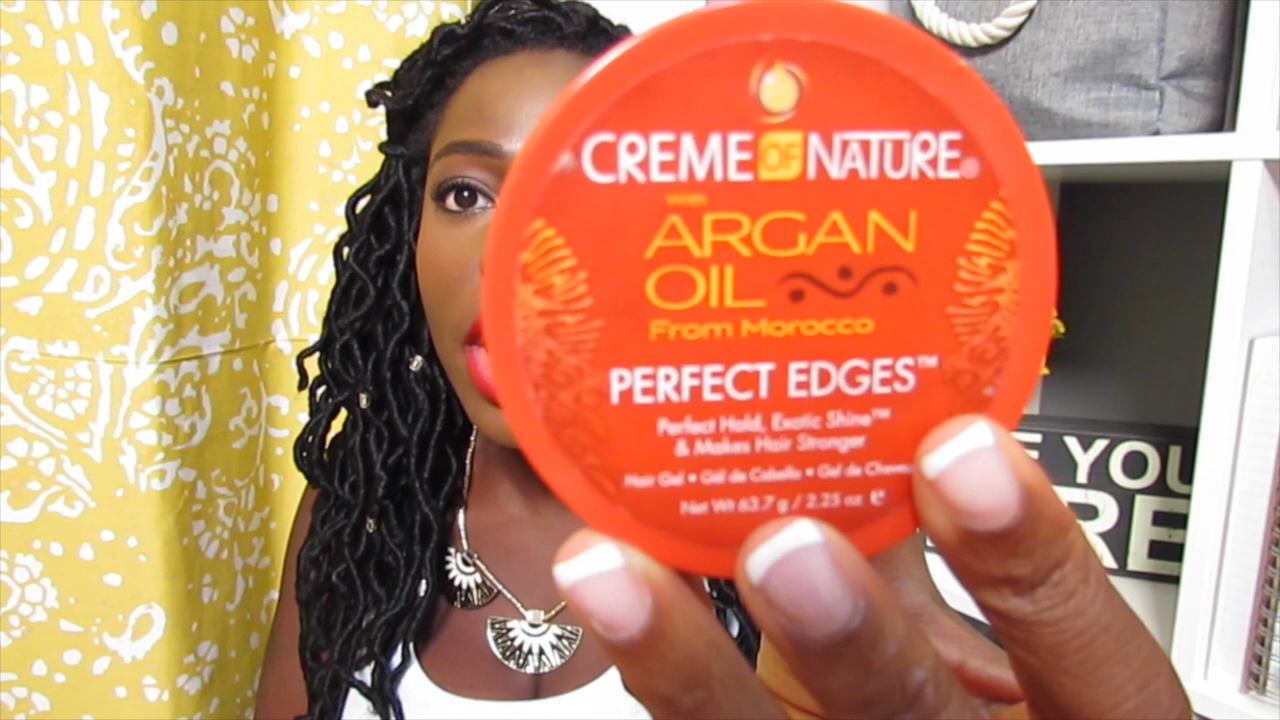 CREME OF NATURE®
with
ARGAN
OIL
From Morocco
PERFECT EDGES™
Perfect Hold, Exotic Shine™
& Makes Hair Stronger
Hair Gel • Gel de Cabello • Gel de Cheveu
Net Wt 63.7 g / 2.25 oz e
YOU
RE